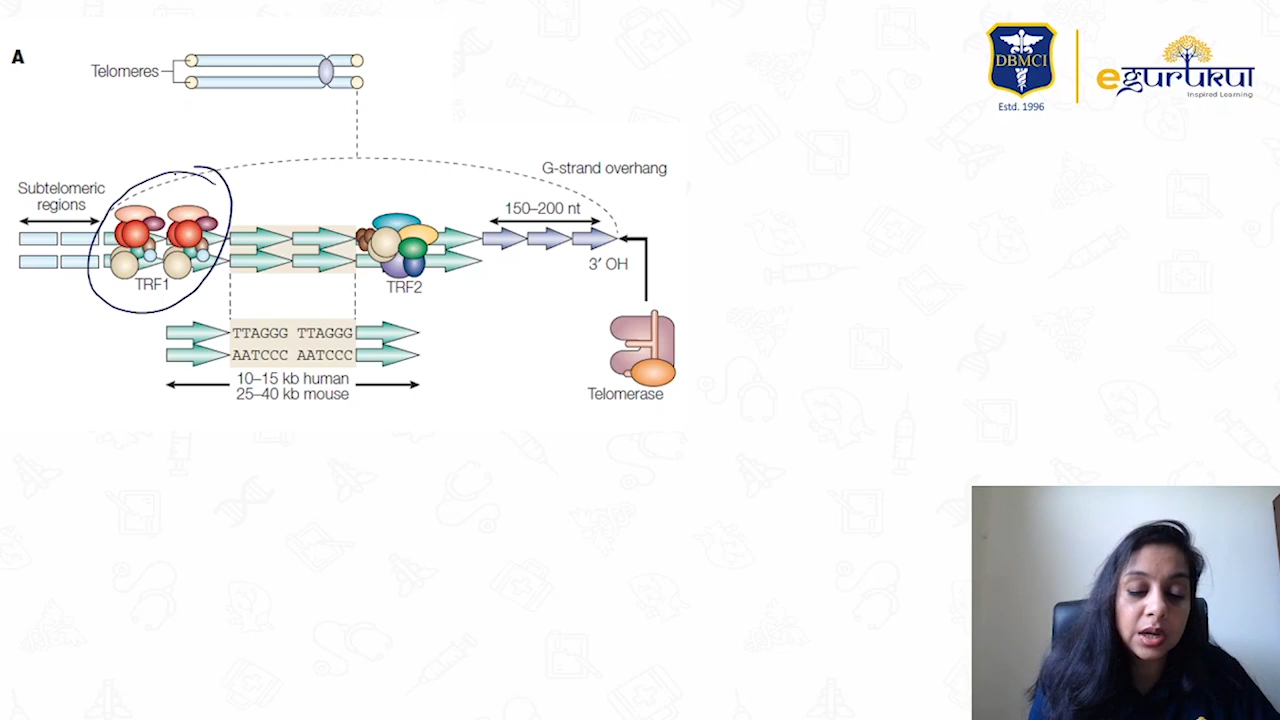 A
Telomeres
DBMCI
Estd. 1996
egurukul
Inspired Learning
G-strand overhang
Subtelomeric
regions
150–200 nt
3′ OH
TRF1
TRF2
TTAGGG TTAGGG
AATCCC AATCCC
10–15 kb human
25–40 kb mouse
Telomerase